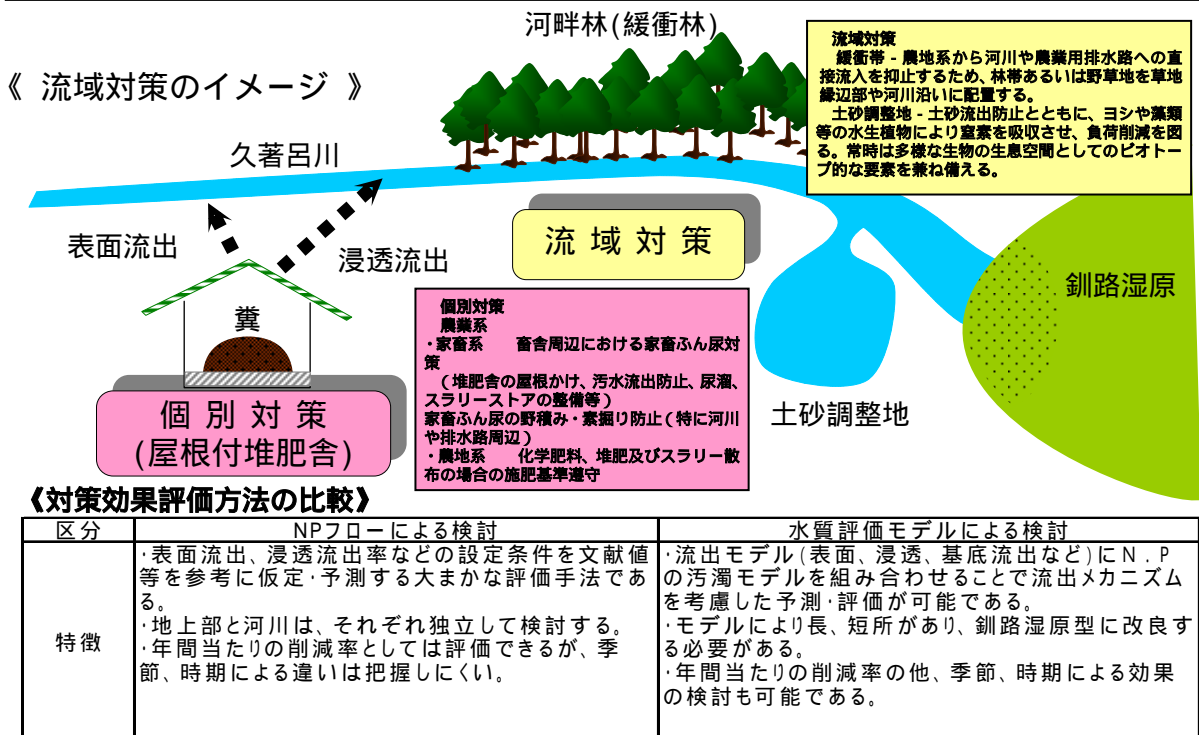 河畔林(緩衝林)
《 流域対策のイメージ 》
流域対策
緩衝帯 - 農地系から河川や農業用排水路への直
接流入を抑止するため、林帯あるいは野草地を草地
縁辺部や河川沿いに配置する。
土砂調整地 - 土砂流出防止とともに、ヨシや藻類
等の水生植物により窒素を吸収させ、負荷削減を図
る。常時は多様な生物の生息空間としてのビオトー
プ的な要素を兼ね備える。
久著呂川
表面流出
浸透流出
流域対策
釧路湿原
糞
個別対策
農業系
・家畜系 畜舎周辺における家畜ふん尿対
策
(堆肥舎の屋根かけ、汚水流出防止、尿溜、
スラリーストアの整備等)
家畜ふん尿の野積み・素掘り防止(特に河川
や排水路周辺)
・農地系 化学肥料、堆肥及びスラリー散
布の場合の施肥基準遵守
土砂調整地
個別対策
(屋根付堆肥舎)
《対策効果評価方法の比較》
区分 NPフローによる検討 水質評価モデルによる検討
特徴
・表面流出、浸透流出率などの設定条件を文献値
等を参考に仮定・予測する大まかな評価手法であ
る。
・地上部と河川は、それぞれ独立して検討する。
・年間当たりの削減率としては評価できるが、季
節、時期による違いは把握しにくい。
・流出モデル(表面、浸透、基底流出など)にN.P
の汚濁モデルを組み合わせることで流出メカニズム
を考慮した予測・評価が可能である。
・モデルにより長、短所があり、釧路湿原型に改良す
る必要がある。
・年間当たりの削減率の他、季節、時期による効果
の検討も可能である。